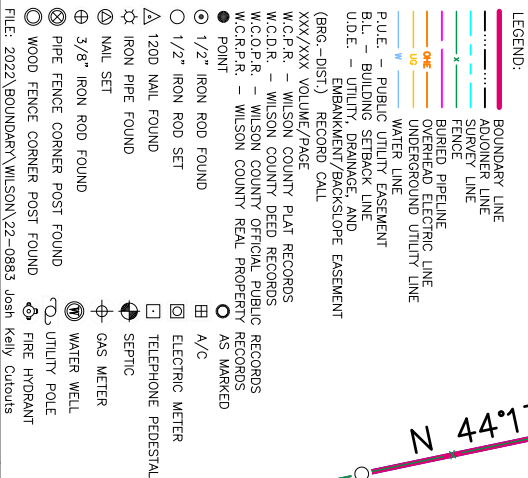 LEGEND:
BOUNDARY LINE
ADJOINER LINE
SURVEY LINE
X FENCE
BURIED PIPELINE
OHE OVERHEAD ELECTRIC LINE
UG UNDERGROUND UTILITY LINE
W WATER LINE
P.U.E. - PUBLIC UTILITY EASEMENT
B.L. - BUILDING SETBACK LINE
U.D.E. - UTILITY, DRAINAGE, AND
EMBANKMENT/BACKSLOPE EASEMENT
(BRG.-DIST.) RECORD CALL
XXX/XXX VOLUME/PAGE
W.C.P.R. - WILSON COUNTY PLAT RECORDS
W.C.D.R. - WILSON COUNTY DEED RECORDS
W.C.O.P.R. - WILSON COUNTY OFFICIAL PUBLIC RECORDS
W.C.R.P.R. - WILSON COUNTY REAL PROPERTY RECORDS
POINT
1/2" IRON ROD FOUND
1/2" IRON ROD SET
120D NAIL FOUND
IRON PIPE FOUND
NAIL SET
3/8" IRON ROD FOUND
PIPE FENCE CORNER POST FOUND
WOOD FENCE CORNER POST FOUND
AS MARKED
A/C
ELECTRIC METER
TELEPHONE PEDESTAL
SEPTIC
GAS METER
W WATER WELL
UTILITY POLE
FIRE HYDRANT
FILE: 2022\BOUNDARY\WILSON\22-0883 Josh Kelly Cutouts
N 44°1